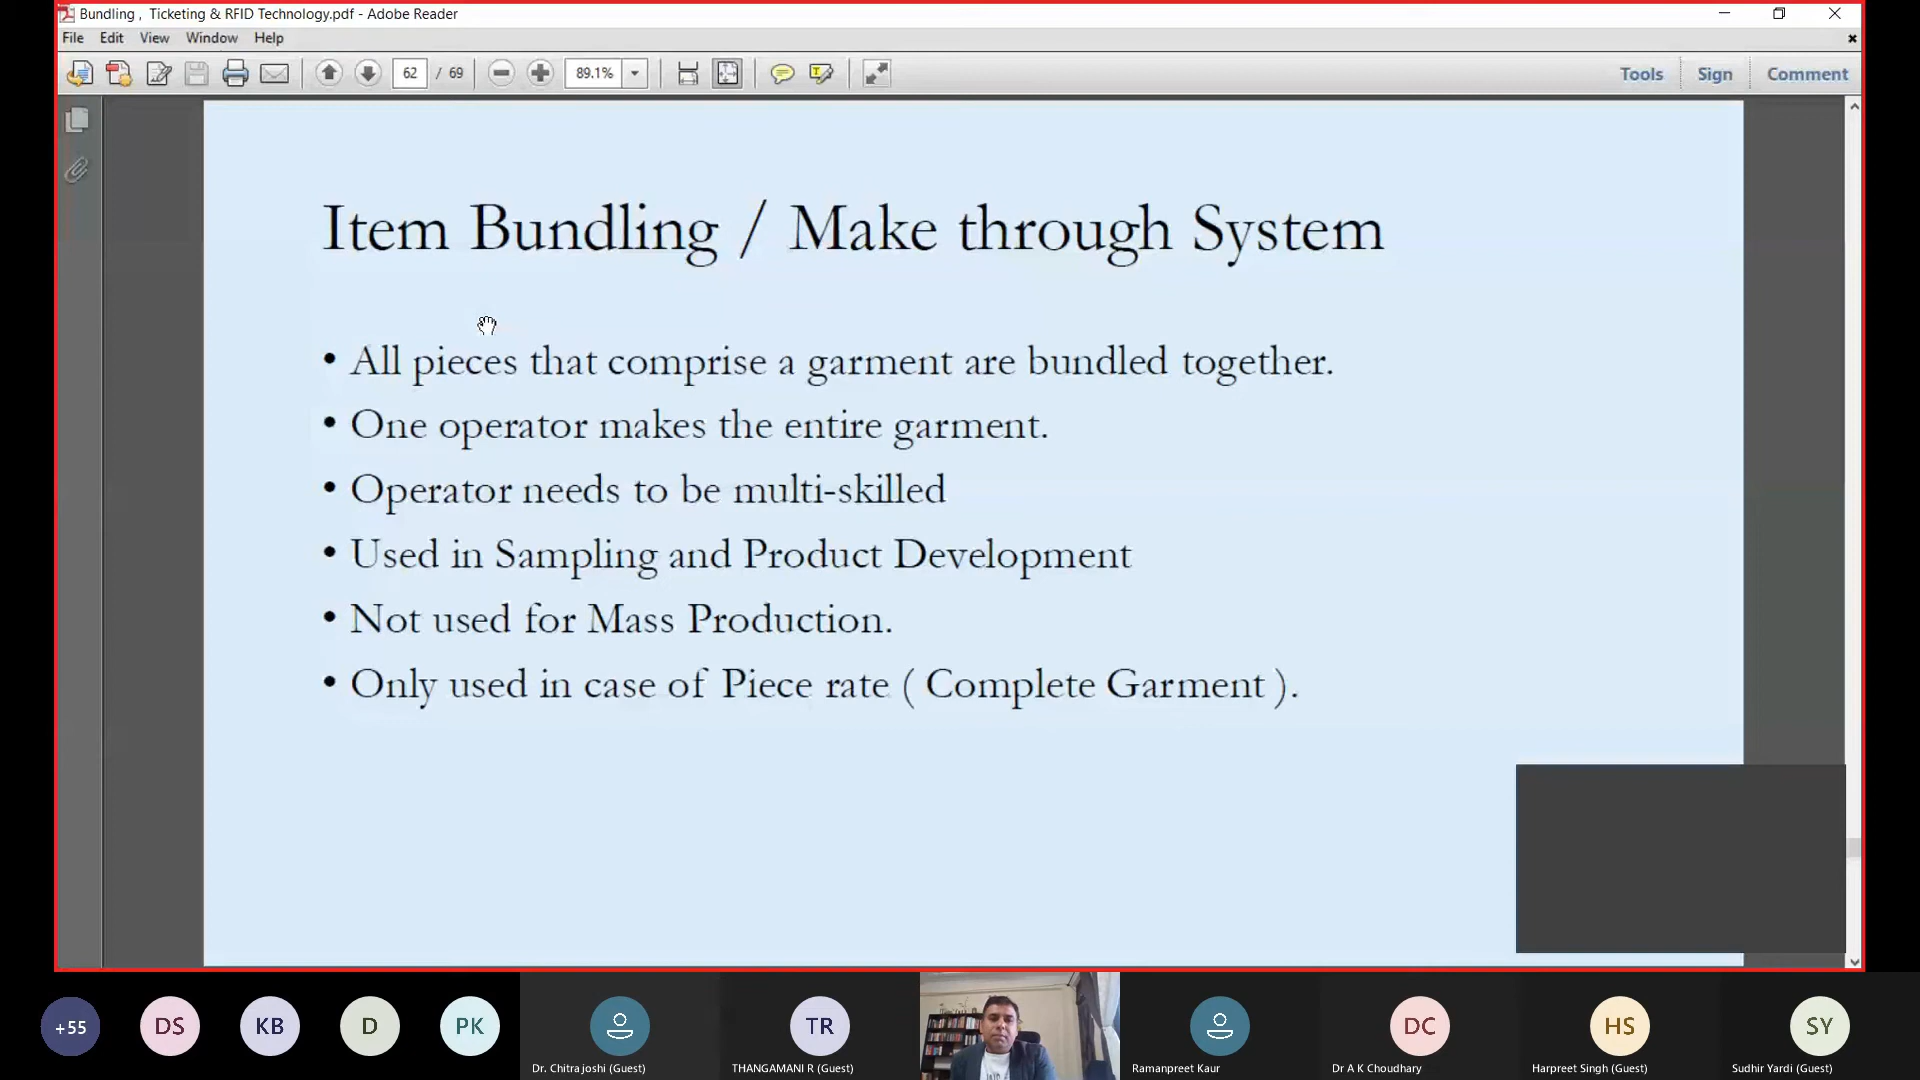 Bundling , Ticketing & RFID Technology.pdf - Adobe Reader
File Edit View Window Help
62 / 69 89.1% Tools Sign Comment
Item Bundling / Make through System
• All pieces that comprise a garment are bundled together.
• One operator makes the entire garment.
• Operator needs to be multi-skilled
• Used in Sampling and Product Development
• Not used for Mass Production.
• Only used in case of Piece rate ( Complete Garment ).
+55 DS KB D PK TR DC HS SY
Dr. Chitra joshi (Guest) THANGAMANI R (Guest) Ramanpreet Kaur Dr A K Choudhary Harpreet Singh (Guest) Sudhir Yardi (Guest)